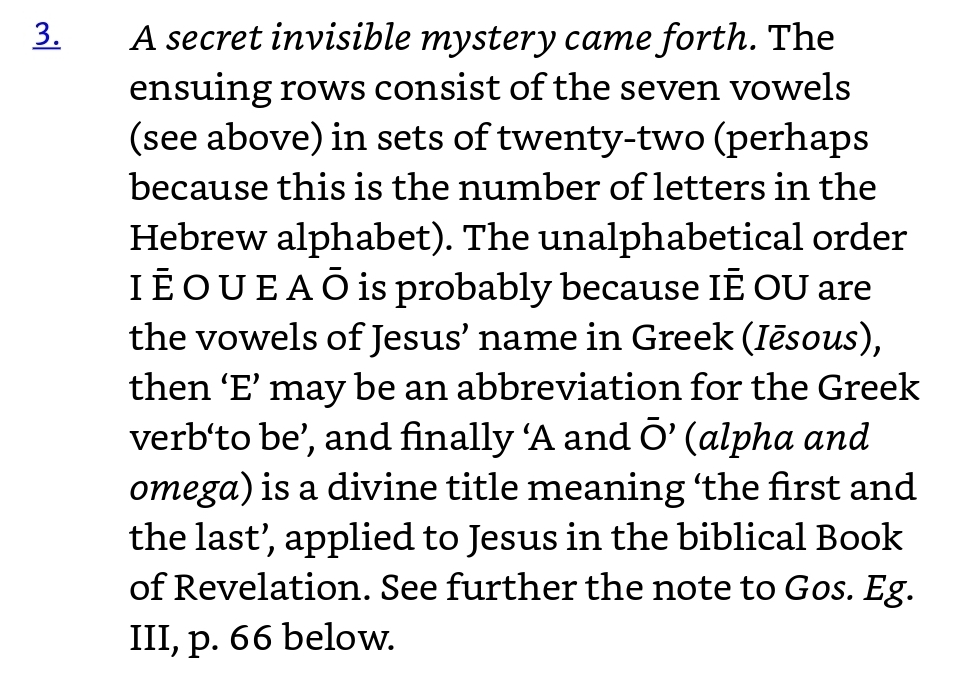 3. A secret invisible mystery came forth. The
ensuing rows consist of the seven vowels
(see above) in sets of twenty-two (perhaps
because this is the number of letters in the
Hebrew alphabet). The unalphabetical order
I Ē O U E A Ō is probably because IĒ OU are
the vowels of Jesus’ name in Greek (Iēsous),
then ‘E’ may be an abbreviation for the Greek
verb‘to be’, and finally ‘A and Ō’ (alpha and
omega) is a divine title meaning ‘the first and
the last’, applied to Jesus in the biblical Book
of Revelation. See further the note to Gos. Eg.
III, p. 66 below.